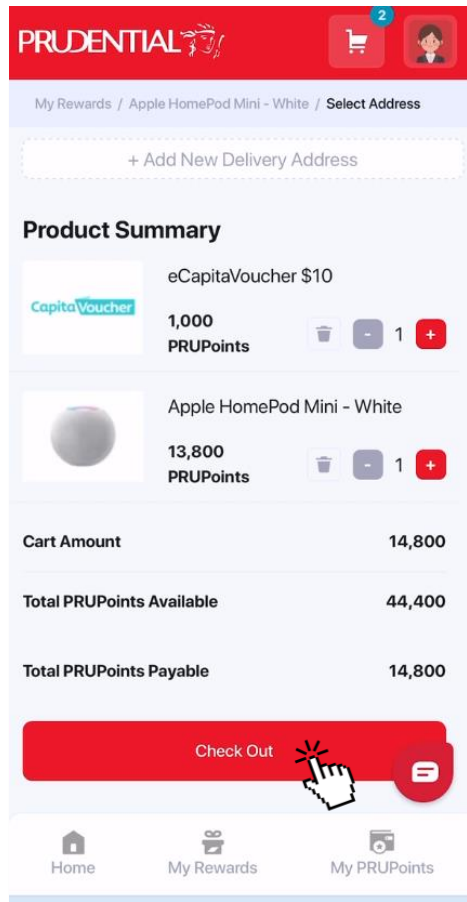 PRUDENTIAL
2
My Rewards / Apple HomePod Mini - White / Select Address
+ Add New Delivery Address
Product Summary
CapitaVoucher
eCapitaVoucher $10
1,000
PRUPoints
- 1 +
Apple HomePod Mini - White
13,800
PRUPoints
- 1 +
Cart Amount 14,800
Total PRUPoints Available 44,400
Total PRUPoints Payable 14,800
Check Out
Home My Rewards My PRUPoints